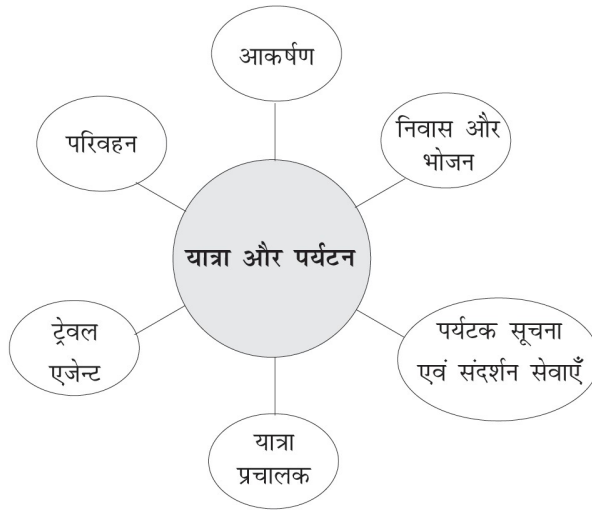 आकर्षण
परिवहन
निवास और
भोजन
यात्रा और पर्यटन
ट्रेवल
एजेन्ट
पर्यटक सूचना
एवं संदर्शन सेवाएँ
यात्रा
प्रचालक